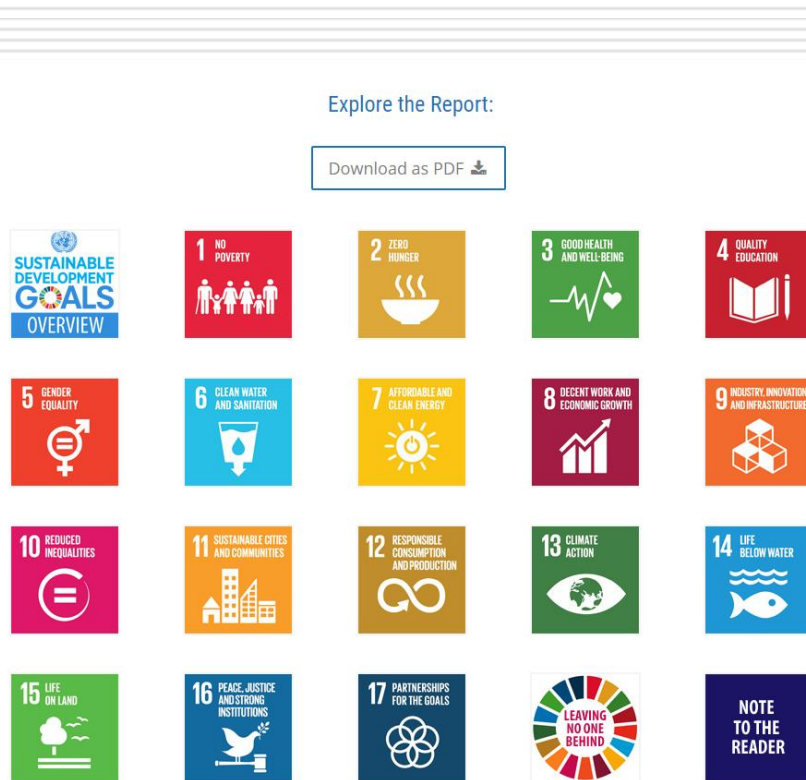 Explore the Report:
Download as PDF
SUSTAINABLE
DEVELOPMENT
GOALS
OVERVIEW
1 NO
POVERTY
2 ZERO
HUNGER
3 GOOD HEALTH
AND WELL-BEING
4 QUALITY
EDUCATION
5 GENDER
EQUALITY
6 CLEAN WATER
AND SANITATION
7 AFFORDABLE AND
CLEAN ENERGY
8 DECENT WORK AND
ECONOMIC GROWTH
9 INDUSTRY, INNOVATION
AND INFRASTRUCTURE
10 REDUCED
INEQUALITIES
11 SUSTAINABLE CITIES
AND COMMUNITIES
12 RESPONSIBLE
CONSUMPTION
AND PRODUCTION
13 CLIMATE
ACTION
14 LIFE
BELOW WATER
15 LIFE
ON LAND
16 PEACE, JUSTICE
AND STRONG
INSTITUTIONS
17 PARTNERSHIPS
FOR THE GOALS
LEAVING
NO ONE
BEHIND
NOTE
TO THE
READER